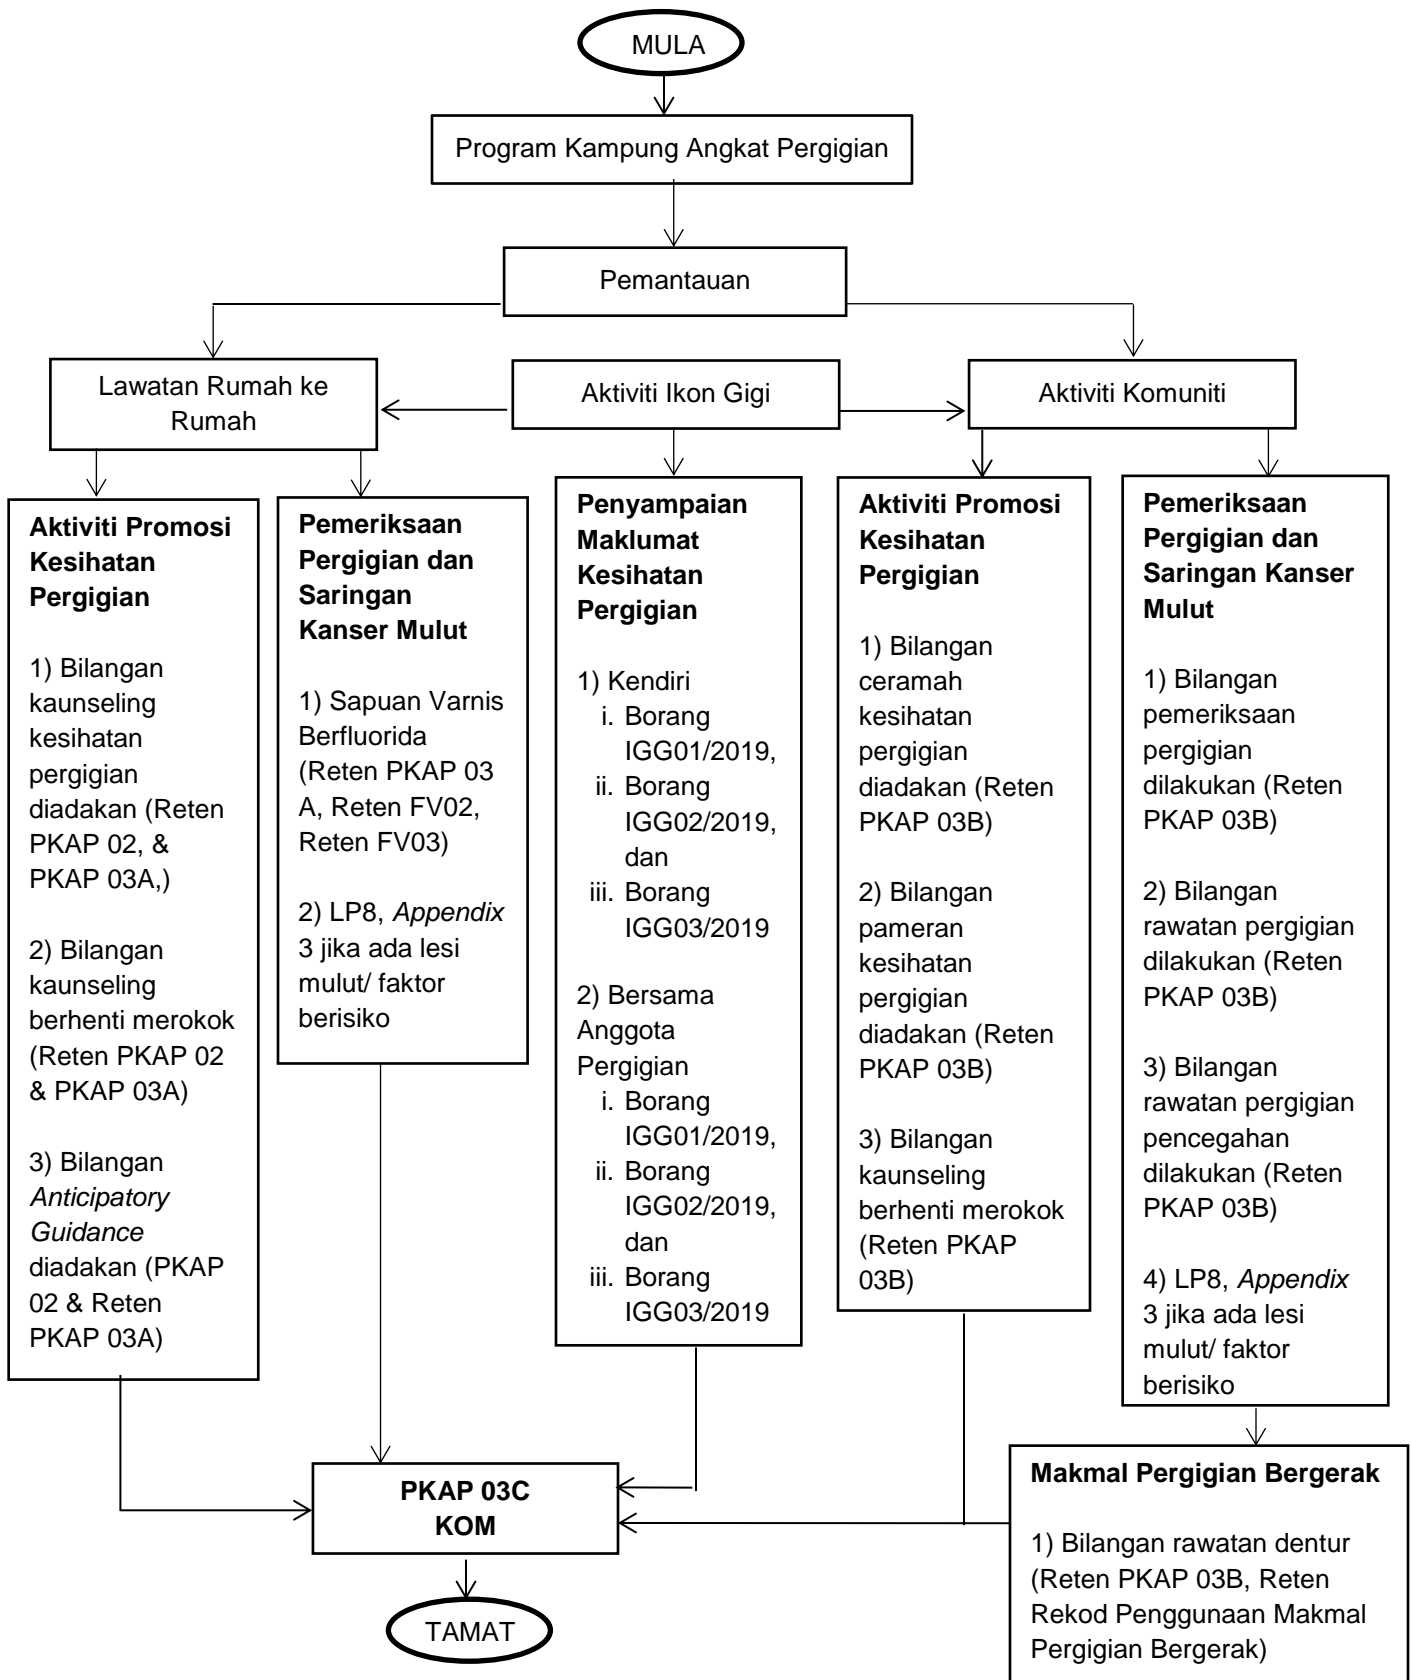 MULA
Program Kampung Angkat Pergigian
Pemantauan
Lawatan Rumah ke
Rumah
Aktiviti Ikon Gigi
Aktiviti Komuniti
Aktiviti Promosi
Kesihatan
Pergigian
1) Bilangan
kaunseling
kesihatan
pergigian
diadakan (Reten
PKAP 02, &
PKAP 03A,)
2) Bilangan
kaunseling
berhenti merokok
(Reten PKAP 02
& PKAP 03A)
3) Bilangan
Anticipatory
Guidance
diadakan (PKAP
02 & Reten
PKAP 03A)
Pemeriksaan
Pergigian dan
Saringan
Kanser Mulut
1) Sapuan Varnis
Berfluorida
(Reten PKAP 03
A, Reten FV02,
Reten FV03)
2) LP8, Appendix
3 jika ada lesi
mulut/ faktor
berisiko
Penyampaian
Maklumat
Kesihatan
Pergigian
1) Kendiri
i. Borang
IGG01/2019,
ii. Borang
IGG02/2019,
dan
iii. Borang
IGG03/2019
2) Bersama
Anggota
Pergigian
i. Borang
IGG01/2019,
ii. Borang
IGG02/2019,
dan
iii. Borang
IGG03/2019
Aktiviti Promosi
Kesihatan
Pergigian
1) Bilangan
ceramah
kesihatan
pergigian
diadakan (Reten
PKAP 03B)
2) Bilangan
pameran
kesihatan
pergigian
diadakan (Reten
PKAP 03B)
3) Bilangan
kaunseling
berhenti merokok
(Reten PKAP
03B)
Pemeriksaan
Pergigian dan
Saringan Kanser
Mulut
1) Bilangan
pemeriksaan
pergigian
dilakukan (Reten
PKAP 03B)
2) Bilangan
rawatan pergigian
dilakukan (Reten
PKAP 03B)
3) Bilangan
rawatan pergigian
pencegahan
dilakukan (Reten
PKAP 03B)
4) LP8, Appendix
3 jika ada lesi
mulut/ faktor
berisiko
Makmal Pergigian Bergerak
1) Bilangan rawatan dentur
(Reten PKAP 03B, Reten
Rekod Penggunaan Makmal
Pergigian Bergerak)
PKAP 03C
KOM
TAMAT